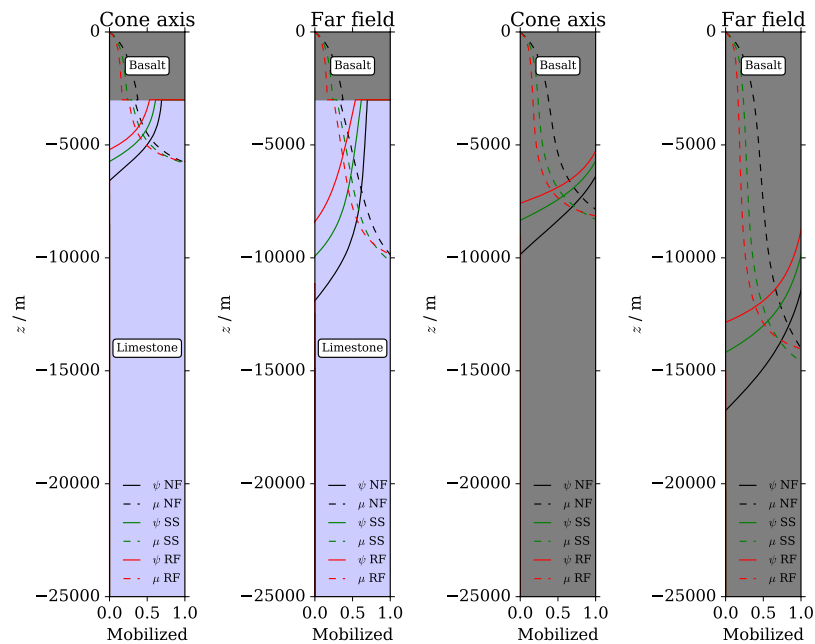 Cone axis
0
Basalt
−5000
−10000
z / m
Limestone
−15000
−20000
ψ NF
μ NF
ψ SS
μ SS
ψ RF
μ RF
−25000
0.0 0.5 1.0
Mobilized
Far field
0
Basalt
−5000
−10000
z / m
Limestone
−15000
−20000
ψ NF
μ NF
ψ SS
μ SS
ψ RF
μ RF
−25000
0.0 0.5 1.0
Mobilized
Cone axis
0
Basalt
−5000
−10000
z / m
−15000
−20000
ψ NF
μ NF
ψ SS
μ SS
ψ RF
μ RF
−25000
0.0 0.5 1.0
Mobilized
Far field
0
Basalt
−5000
−10000
z / m
−15000
−20000
ψ NF
μ NF
ψ SS
μ SS
ψ RF
μ RF
−25000
0.0 0.5 1.0
Mobilized